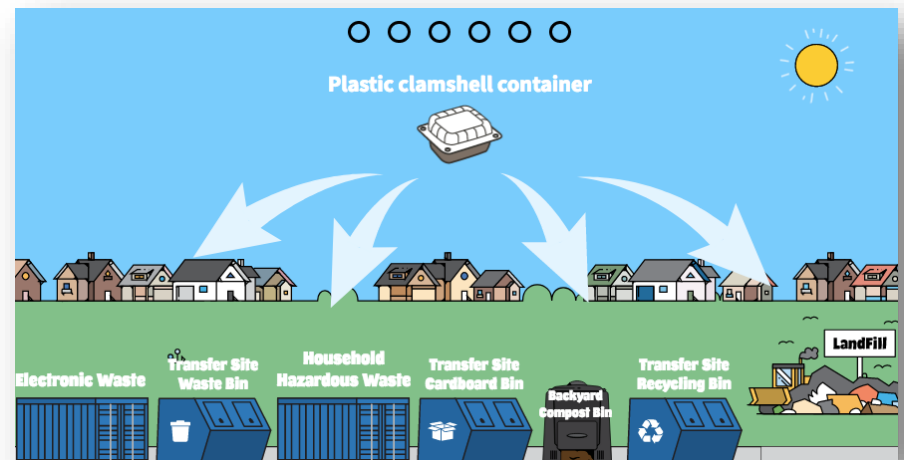 Plastic clamshell container
LandFill
Electronic Waste
Transfer Site
Waste Bin
Household
Hazardous Waste
Transfer Site
Cardboard Bin
Backyard
Compost Bin
Transfer Site
Recycling Bin